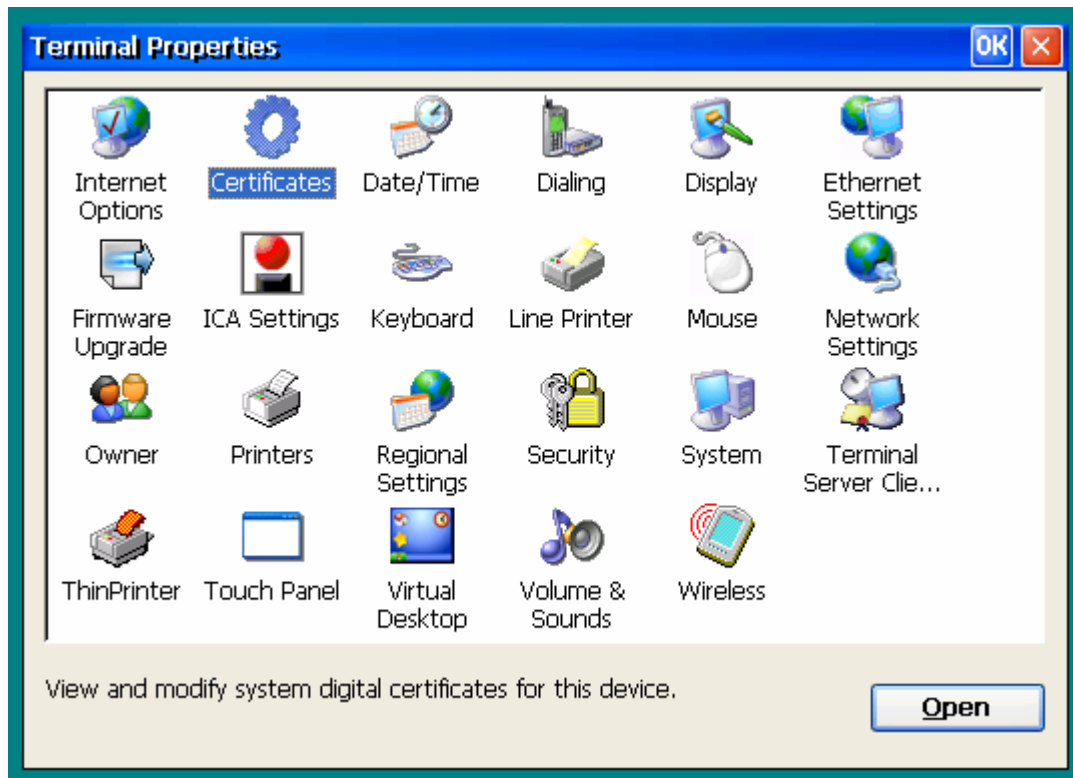 Terminal Properties OK
Internet Options
Certificates
Date/Time
Dialing
Display
Ethernet Settings
Firmware Upgrade
ICA Settings
Keyboard
Line Printer
Mouse
Network Settings
Owner
Printers
Regional Settings
Security
System
Terminal Server Clie...
ThinPrinter
Touch Panel
Virtual Desktop
Volume & Sounds
Wireless
View and modify system digital certificates for this device.
Open